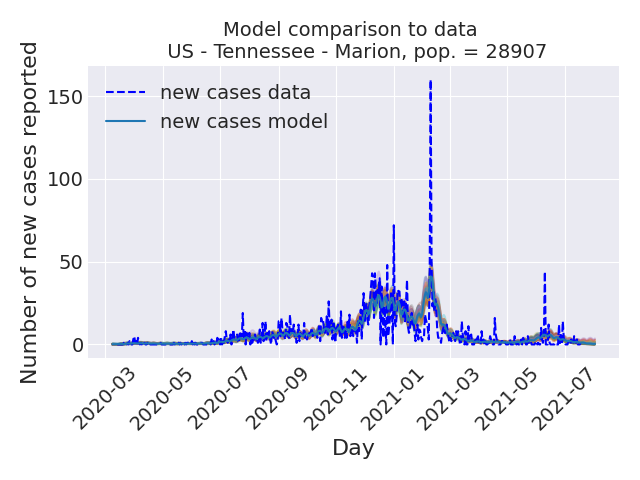 Model comparison to data
US - Tennessee - Marion, pop. = 28907
Number of new cases reported
150
100
50
0
new cases data
new cases model
2020-03
2020-05
2020-07
2020-09
2020-11
2021-01
2021-03
2021-05
2021-07
Day